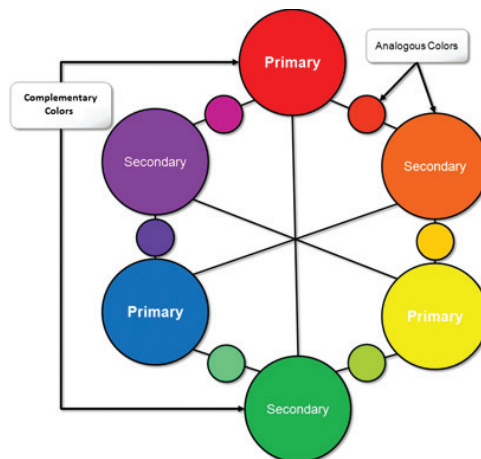 Primary
Analogous Colors
Complementary
Colors
Secondary
Secondary
Primary
Primary
Secondary